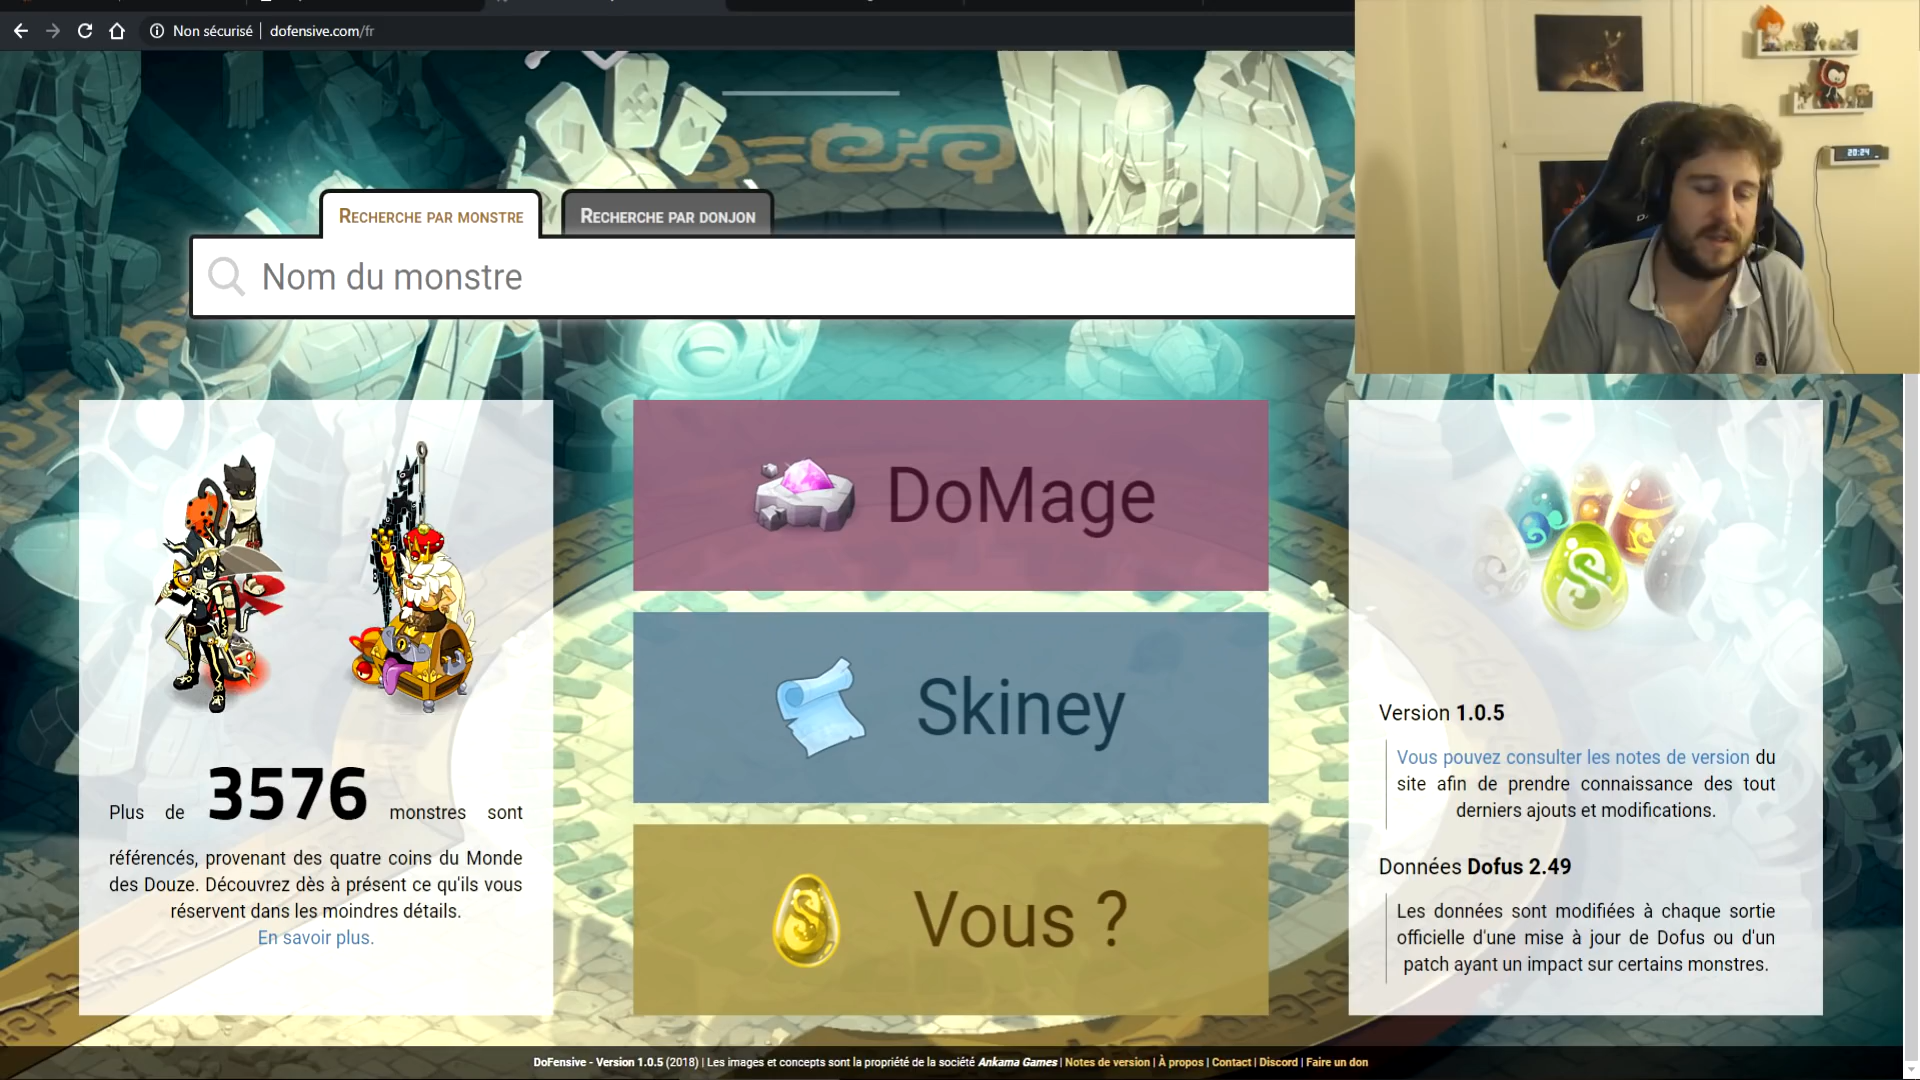 Non sécurisé
dofensive.com/fr
20:24
Recherche par monstre
Recherche par donjon
Nom du monstre
DoMage
Skiney
Vous ?
Plus de 3576 monstres sont
référencés, provenant des quatre coins du Monde
des Douze. Découvrez dès à présent ce qu'ils vous
réservent dans les moindres détails.
En savoir plus.
Version 1.0.5
Vous pouvez consulter les notes de version du
site afin de prendre connaissance des tout
derniers ajouts et modifications.
Données Dofus 2.49
Les données sont modifiées à chaque sortie
officielle d'une mise à jour de Dofus ou d'un
patch ayant un impact sur certains monstres.
DoFensive - Version 1.0.5 (2018) | Les images et concepts sont la propriété de la société Ankama Games | Notes de version | À propos | Contact | Discord | Faire un don